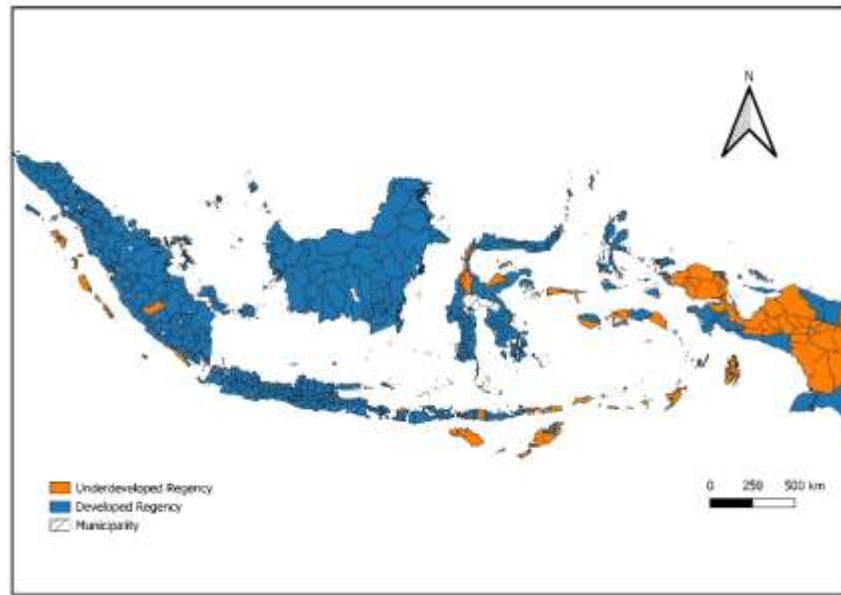 N
Underdeveloped Regency
Developed Regency
Municipality
0 250 500 km